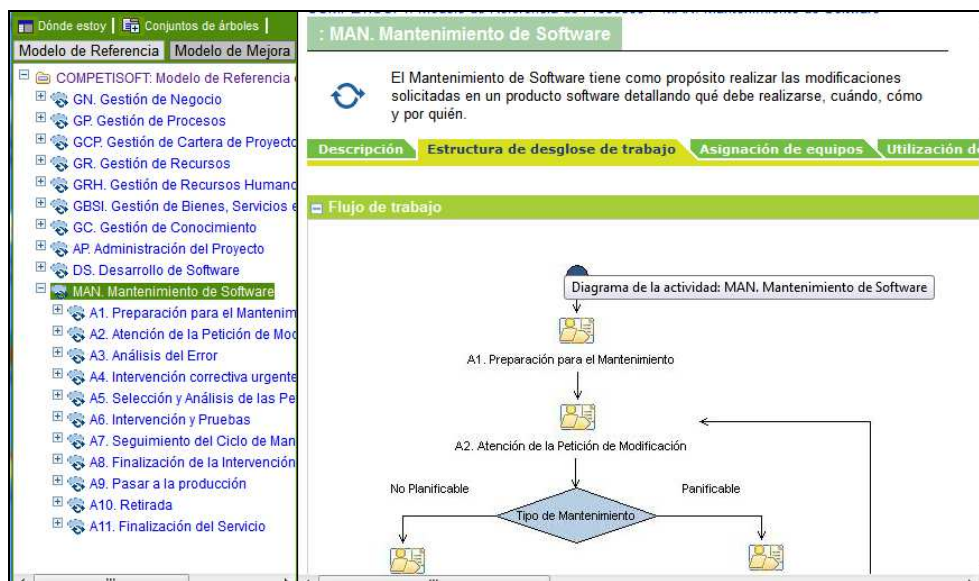 Dónde estoy
Conjuntos de árboles
Modelo de Referencia
Modelo de Mejora
COMPETISOFT: Modelo de Referencia
GN. Gestión de Negocio
GP. Gestión de Procesos
GCP. Gestión de Cartera de Proyecto
GR. Gestión de Recursos
GRH. Gestión de Recursos Humano
GBSI. Gestión de Bienes, Servicios e
GC. Gestión de Conocimiento
AP. Administración del Proyecto
DS. Desarrollo de Software
MAN. Mantenimiento de Software
A1. Preparación para el Mantenim
A2. Atención de la Petición de Mod
A3. Análisis del Error
A4. Intervención correctiva urgente
A5. Selección y Análisis de las Pe
A6. Intervención y Pruebas
A7. Seguimiento del Ciclo de Man
A8. Finalización de la Intervención
A9. Pasar a la producción
A10. Retirada
A11. Finalización del Servicio
: MAN. Mantenimiento de Software
El Mantenimiento de Software tiene como propósito realizar las modificaciones
solicitadas en un producto software detallando qué debe realizarse, cuándo, cómo
y por quién.
Descripción
Estructura de desglose de trabajo
Asignación de equipos
Utilización de
Flujo de trabajo
Diagrama de la actividad: MAN. Mantenimiento de Software
A1. Preparación para el Mantenimiento
A2. Atención de la Petición de Modificación
No Planificable
Panificable
Tipo de Mantenimiento